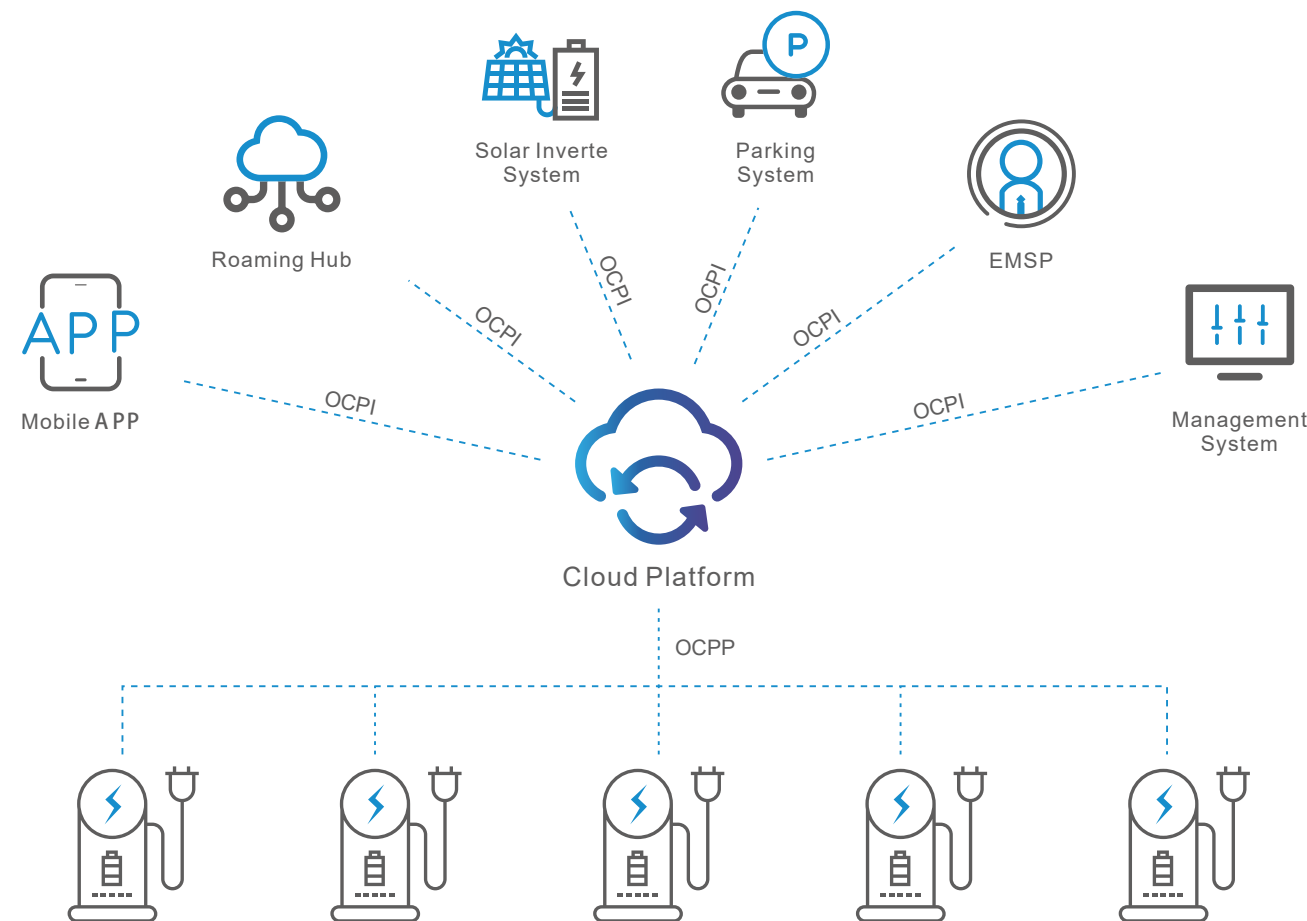 P
Solar Inverte
System
Parking
System
Roaming Hub
EMSP
APP
Mobile APP
Management
System
OCPI
OCPI
OCPI
OCPI
OCPI
OCPI
Cloud Platform
OCPP